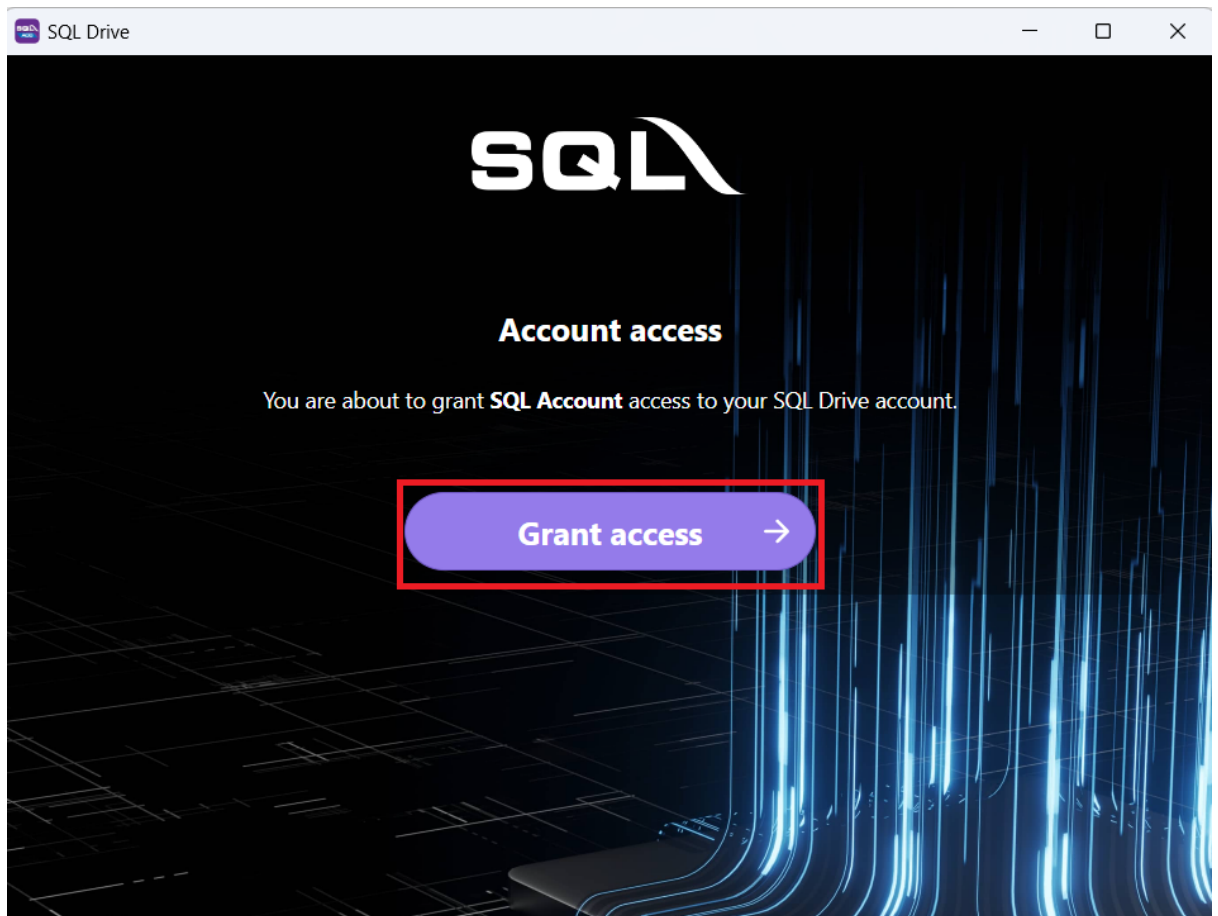 SQL Drive
SQL
Account access
You are about to grant SQL Account access to your SQL Drive account.
Grant access